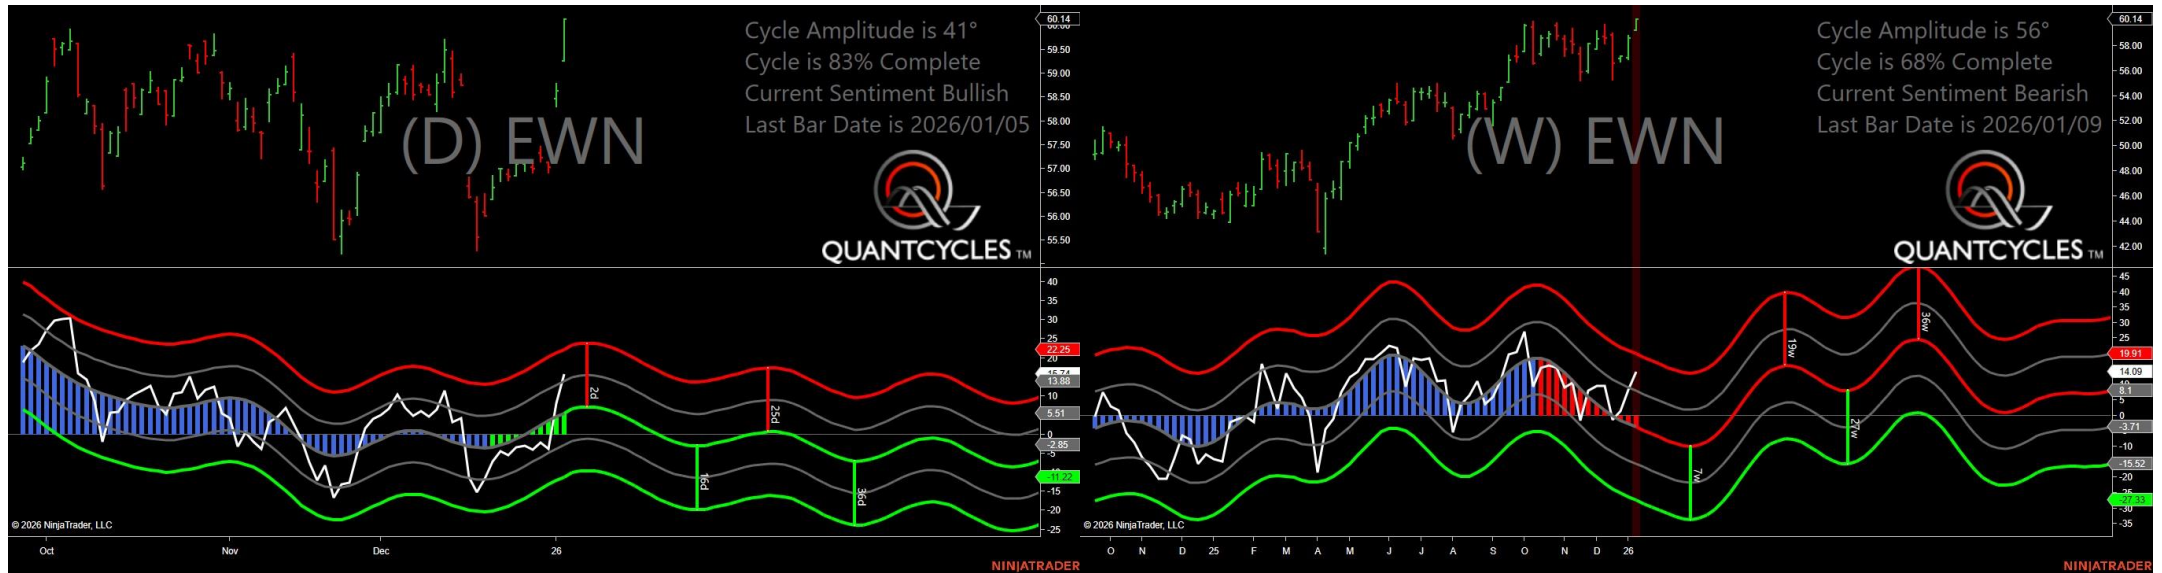 Cycle Amplitude is 41°
Cycle is 83% Complete
Current Sentiment Bullish
Last Bar Date is 2026/01/05
(D) EWN
QUANTCYCLES TM
60.14
59.50
59.00
58.50
58.00
57.50
57.00
56.50
56.00
55.50
40
35
30
25
22.25
20
13.88
10
5.51
0
-2.85
-5
-11.22
-15
-20
-25
2d
16d
25d
36d
© 2026 NinjaTrader, LLC
Oct
Nov
Dec
26
NINJATRADER
Cycle Amplitude is 56°
Cycle is 68% Complete
Current Sentiment Bearish
Last Bar Date is 2026/01/09
(W) EWN
QUANTCYCLES TM
60.14
58.00
56.00
54.00
52.00
50.00
48.00
46.00
44.00
42.00
45
40
35
30
25
19.91
14.09
8.1
5
0
-3.71
-10
-15.52
-20
-27.33
-30
-35
7w
19w
27w
36w
© 2026 NinjaTrader, LLC
O
N
D
25
F
M
A
M
J
J
A
S
O
N
D
26
NINJATRADER